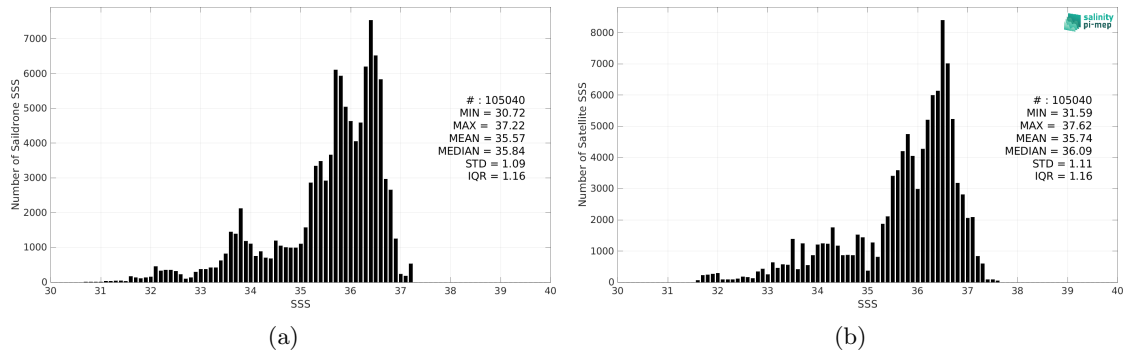 7000
6000
5000
4000
3000
2000
1000
0
Number of Saildrone SSS
# : 105040
MIN = 30.72
MAX = 37.22
MEAN = 35.57
MEDIAN = 35.84
STD = 1.09
IQR = 1.16
30 31 32 33 34 35 36 37 38 39 40
SSS
(a)
salinity
pi-mep
8000
7000
6000
5000
4000
3000
2000
1000
0
Number of Satellite SSS
# : 105040
MIN = 31.59
MAX = 37.62
MEAN = 35.74
MEDIAN = 36.09
STD = 1.11
IQR = 1.16
30 31 32 33 34 35 36 37 38 39 40
SSS
(b)